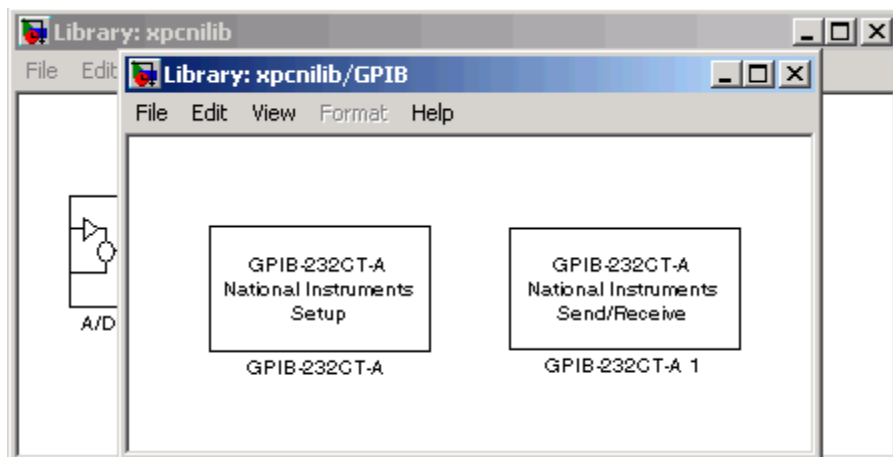 Library: xpcnilib
File Edit
Library: xpcnilib/GPIB
File Edit View Format Help
A/D
GPIB-232CT-A
National Instruments
Setup
GPIB-232CT-A
GPIB-232CT-A
National Instruments
Send/Receive
GPIB-232CT-A 1